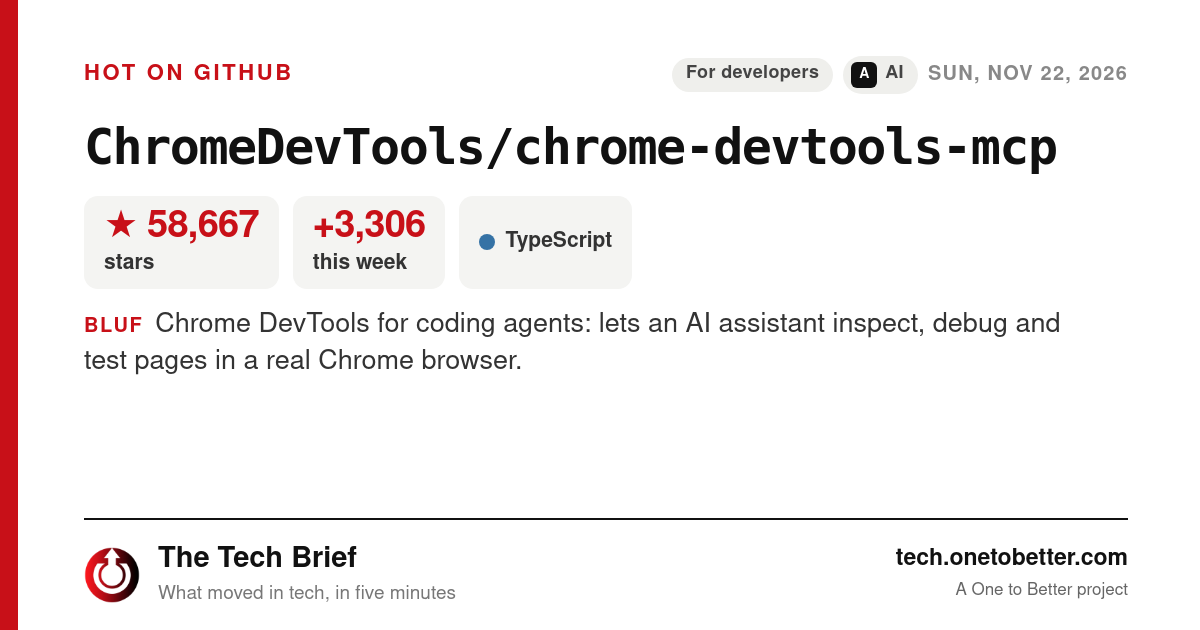 HOT ON GITHUB
For developers
A AI
SUN, NOV 22, 2026
ChromeDevTools/chrome-devtools-mcp
★ 58,667
stars
+3,306
this week
TypeScript
BLUF Chrome DevTools for coding agents: lets an AI assistant inspect, debug and
test pages in a real Chrome browser.
The Tech Brief
What moved in tech, in five minutes
tech.onetobetter.com
A One to Better project